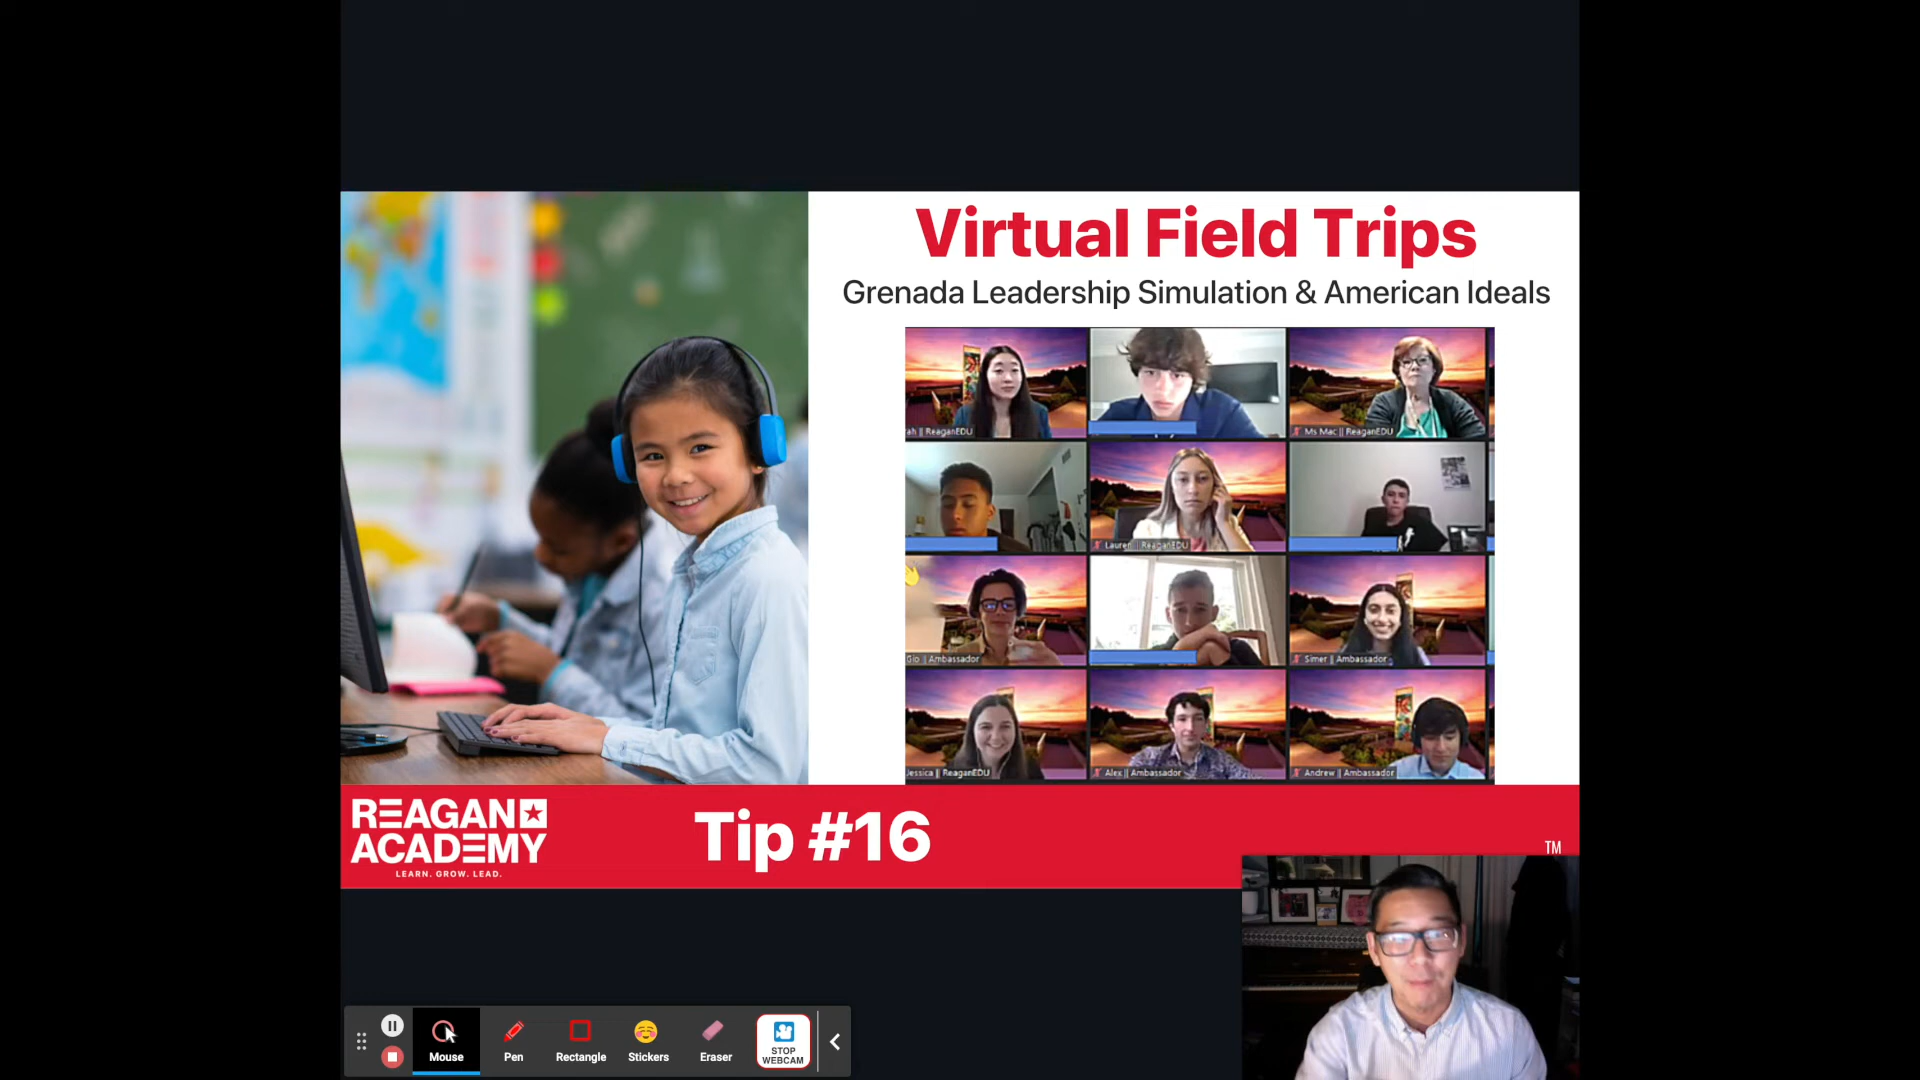 Virtual Field Trips
Grenada Leadership Simulation & American Ideals
ah || ReaganEDU
Ms Mac || ReaganEDU
Lauren || ReaganEDU
Gio || Ambassador
Simer || Ambassador
Jessica || ReaganEDU
Alex || Ambassador
Andrew || Ambassador
REAGAN
ACADEMY
LEARN. GROW. LEAD.
Tip #16
TM
Mouse
Pen
Rectangle
Stickers
Eraser
STOP
WEBCAM